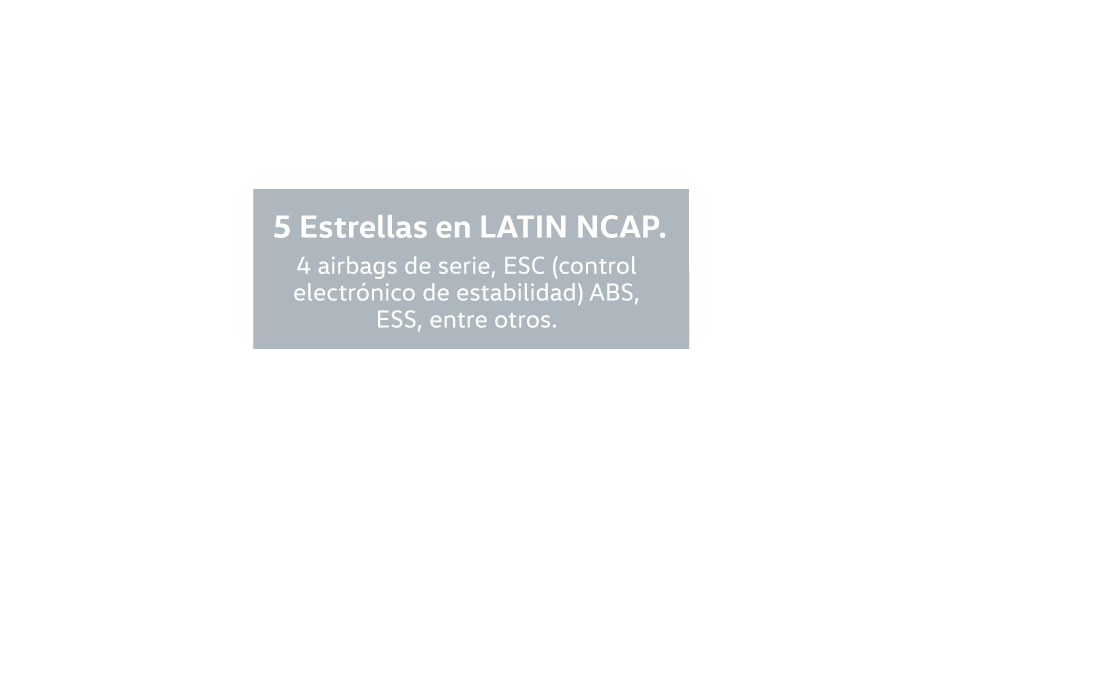 5 Estrellas en LATIN NCAP.
4 airbags de serie, ESC (control
electrónico de estabilidad) ABS,
ESS, entre otros.